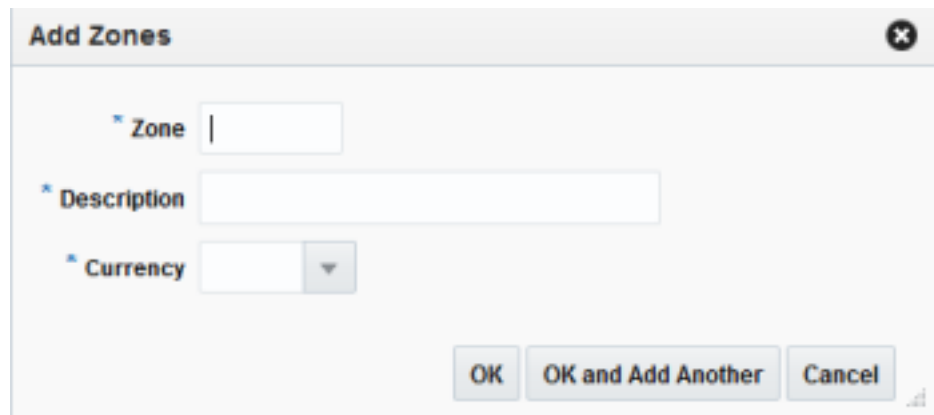 Add Zones
* Zone
* Description
* Currency
OK OK and Add Another Cancel